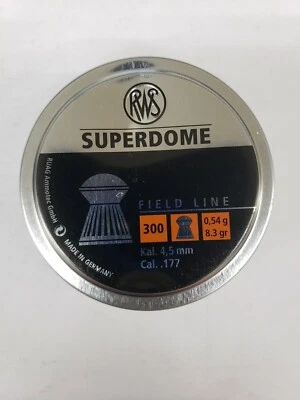 RWS
SUPERDOME
FIELD LINE
300
0,54 g
8.3 gr
Kal. 4,5 mm
Cal. .177
RUAG Ammotec GmbH
MADE IN GERMANY